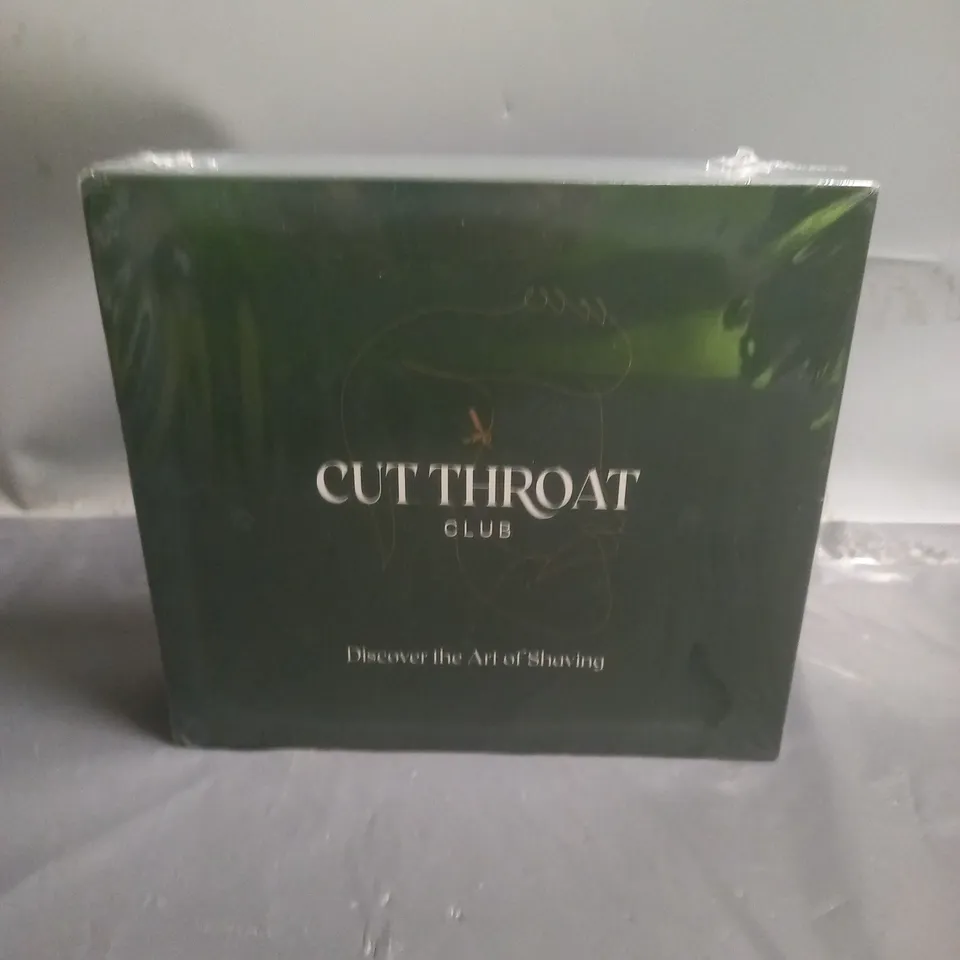 CUT THROAT
CLUB
Discover the Art of Shaving